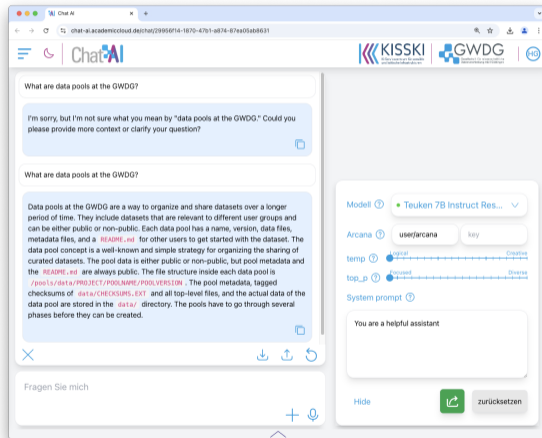 Chat AI
chat-ai.academiccloud.de/chat/29956f14-1870-47b1-a874-87ea05ab8631
Chat AI
KISSKI
GWDG
HG
What are data pools at the GWDG?
I'm sorry, but I'm not sure what you mean by "data pools at the GWDG." Could you
please provide more context or clarify your question?
What are data pools at the GWDG?
Data pools at the GWDG are a way to organize and share datasets over a longer
period of time. They include datasets that are relevant to different user groups and
can be either public or non-public. Each data pool has a name, version, data files,
metadata files, and a README.md for other users to get started with the dataset. The
data pool concept is a well-known and simple strategy for organizing the sharing of
curated datasets. The pool data is either public or non-public, but pool metadata and
the README.md are always public. The file structure inside each data pool is
/pools/data/PROJECT/POOLNAME/POOLVERSION . The pool metadata, tagged
checksums of data/CHECKSUMS.EXT and all top-level files, and the actual data of the
data pool are stored in the data/ directory. The pools have to go through several
phases before they can be created.
Fragen Sie mich
Modell ? Teuken 7B Instruct Res...
Arcana ? user/arcana key
Logical Creative
temp ?
Focused Diverse
top_p ?
System prompt ?
You are a helpful assistant
Hide zurücksetzen